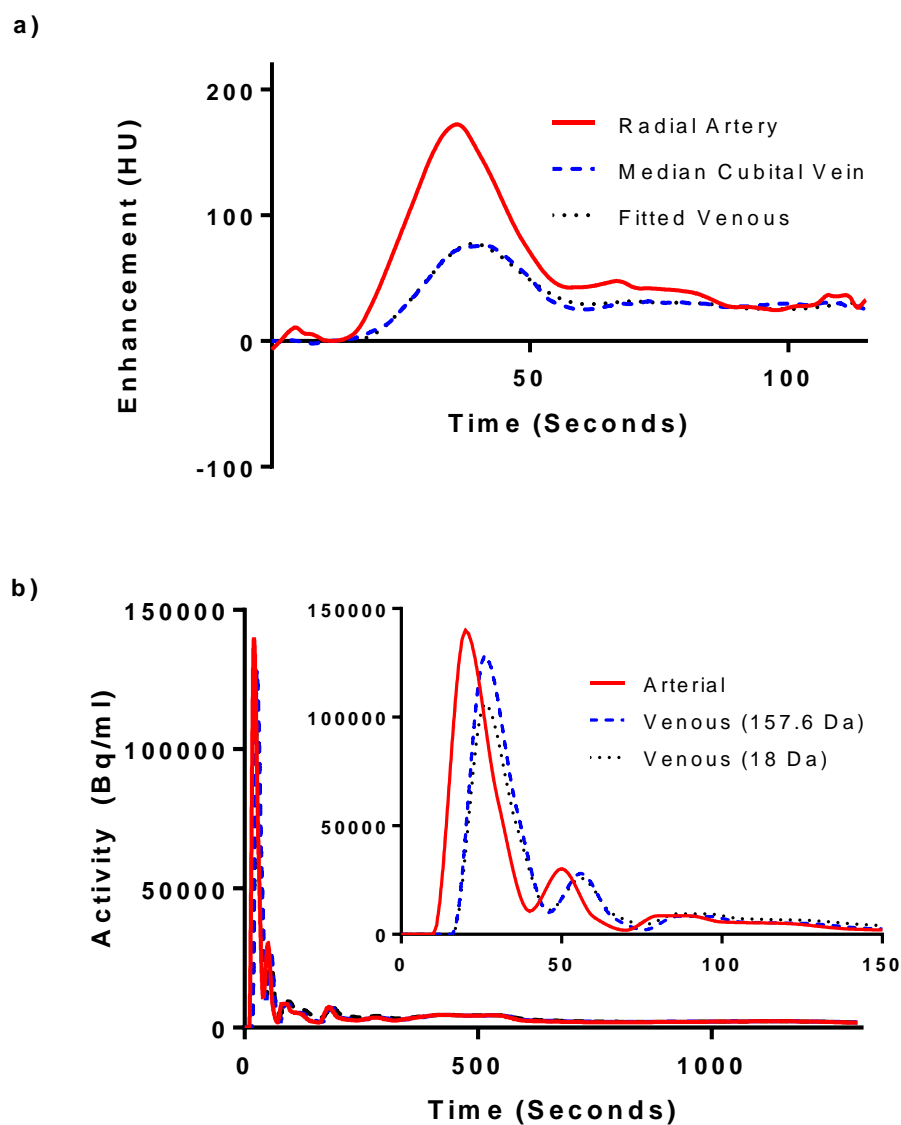 a)
Enhancement (HU)
200
100
0
-100
Radial Artery
Median Cubital Vein
Fitted Venous
50
100
Time (Seconds)
b)
Activity (Bq/ml)
150000
100000
50000
0
0
500
1000
Time (Seconds)
150000
100000
50000
0
0
50
100
150
Arterial
Venous (157.6 Da)
Venous (18 Da)